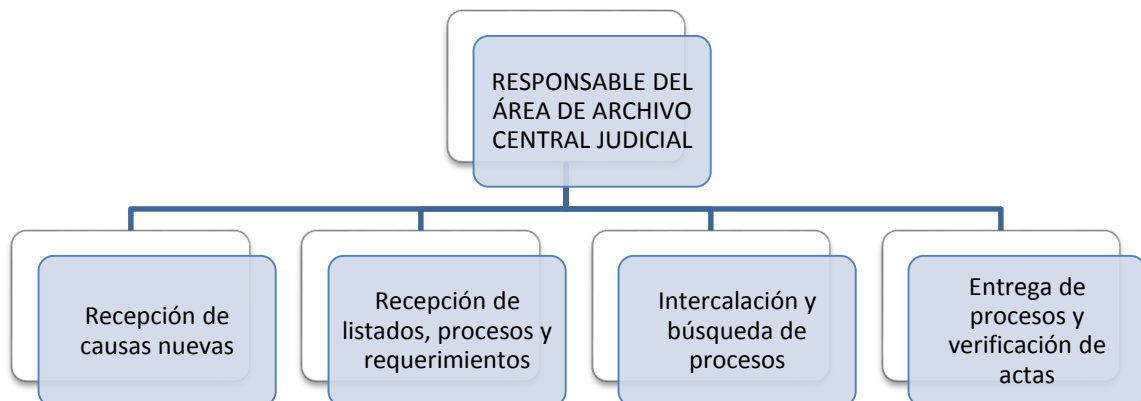 RESPONSABLE DEL
ÁREA DE ARCHIVO
CENTRAL JUDICIAL
Recepción de
causas nuevas
Recepción de
listados, procesos y
requerimientos
Intercalación y
búsqueda de
procesos
Entrega de
procesos y
verificación de
actas